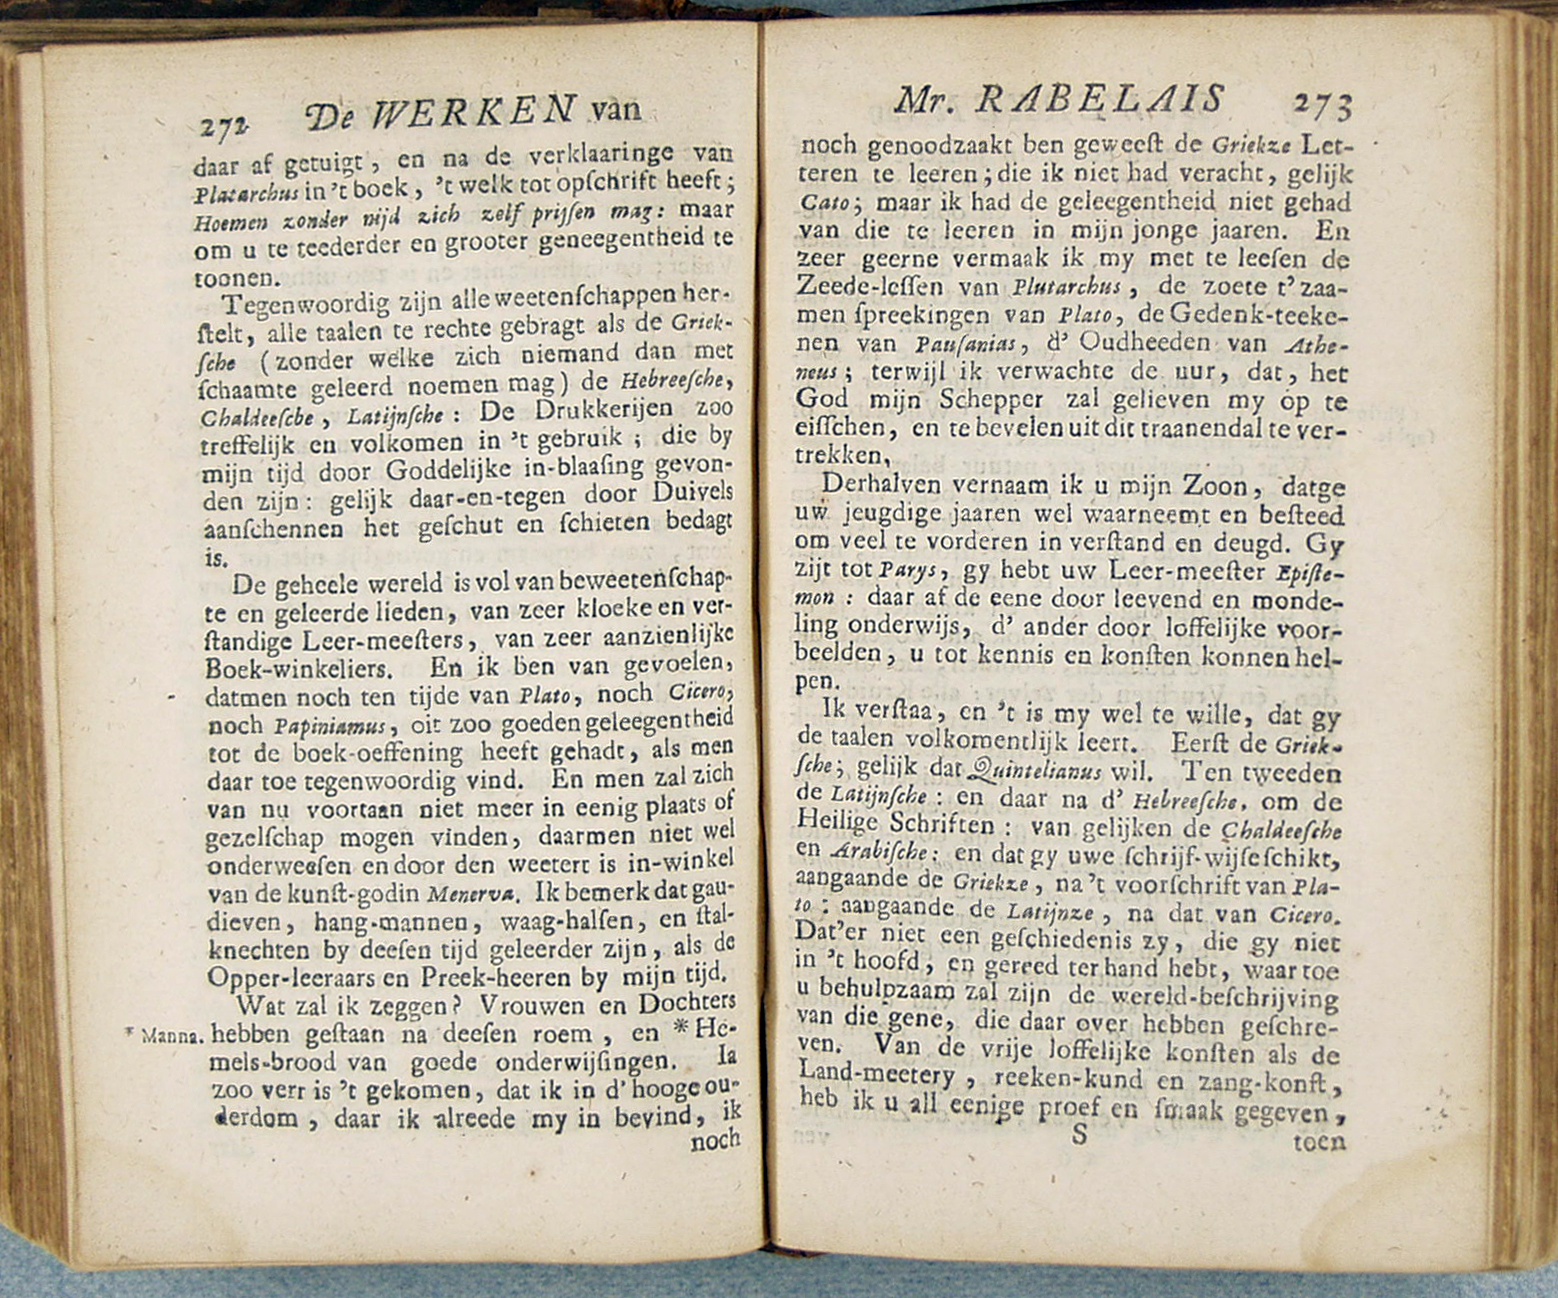 272 De WERKEN van
daar af getuigt, en na de verklaaringe van
Platarchus in 't boek, 't welk tot opſchrift heeft;
Hoemen zonder nijd zich zelf prijſen mag: maar
om u te teederder en grooter geneegentheid te
toonen.
Tegenwoordig zijn alle weetenſchappen her-
ſtelt, alle taalen te rechte gebragt als de Griek-
ſche (zonder welke zich niemand dan met
ſchaamte geleerd noemen mag) de Hebreeſche,
Chaldeeſche, Latijnſche: De Drukkerijen zoo
treffelijk en volkomen in 't gebruik; die by
mijn tijd door Goddelijke in-blaaſing gevon-
den zijn: gelijk daar-en-tegen door Duivels
aanſchennen het geſchut en ſchieten bedagt
is.
De geheele wereld is vol van beweetenſchap-
te en geleerde lieden, van zeer kloeke en ver-
ſtandige Leer-meeſters, van zeer aanzienlijke
Boek-winkeliers. En ik ben van gevoelen,
datmen noch ten tijde van Plato, noch Cicero,
noch Papinianus, oit zoo goeden geleegentheid
tot de boek-oeffening heeft gehadt, als men
daar toe tegenwoordig vind. En men zal zich
van nu voortaan niet meer in eenig plaats of
gezelſchap mogen vinden, daarmen niet wel
onderweeſen en door den weetert is in-winkel
van de kunſt-godin Menerva. Ik bemerk dat gau-
dieven, hang-mannen, waag-halſen, en ſtal-
knechten by deeſen tijd geleerder zijn, als de
Opper-leeraars en Preek-heeren by mijn tijd.
Wat zal ik zeggen? Vrouwen en Dochters
* Manna. hebben geſtaan na deeſen roem, en * He-
mels-brood van goede onderwijſingen. Ia
zoo verr is 't gekomen, dat ik in d' hooge ou-
derdom, daar ik alreede my in bevind, ik
noch
Mr. RABELAIS 273
noch genoodzaakt ben geweeſt de Griekze Let-
teren te leeren; die ik niet had veracht, gelijk
Cato; maar ik had de geleegentheid niet gehad
van die te leeren in mijn jonge jaaren. En
zeer geerne vermaak ik my met te leeſen de
Zeede-leſſen van Plutarchus, de zoete t'zaa-
men ſpreekingen van Plato, de Gedenk-teeke-
nen van Pauſanias, d' Oudheeden van Athe-
neus; terwijl ik verwachte de uur, dat, het
God mijn Schepper zal gelieven my op te
eiſſchen, en te bevelen uit dit traanendal te ver-
trekken,
Derhalven vernaam ik u mijn Zoon, datge
uw jeugdige jaaren wel waarneemt en beſteed
om veel te vorderen in verſtand en deugd. Gy
zijt tot Parys, gy hebt uw Leer-meeſter Epiſte-
mon: daar af de eene door leevend en monde-
ling onderwijs, d' ander door loffelijke voor-
beelden, u tot kennis en konſten konnen hel-
pen.
Ik verſtaa, en 't is my wel te wille, dat gy
de taalen volkomentlijk leert. Eerſt de Griek-
ſche; gelijk dat Quintelianus wil. Ten tweeden
de Latijnſche: en daar na d' Hebreeſche, om de
Heilige Schriften: van gelijken de Chaldeeſche
en Arabiſche: en dat gy uwe ſchrijf-wijſe ſchikt,
aangaande de Griekze, na 't voorſchrift van Pla-
to: aangaande de Latijnze, na dat van Cicero.
Dat'er niet een geſchiedenis zy, die gy niet
in 't hoofd, en gereed ter hand hebt, waar toe
u behulpzaam zal zijn de wereld-beſchrijving
van die gene, die daar over hebben geſchre-
ven. Van de vrije loffelijke konſten als de
Land-meetery, reeken-kund en zang-konſt,
heb ik u all eenige proef en ſmaak gegeven,
S toen